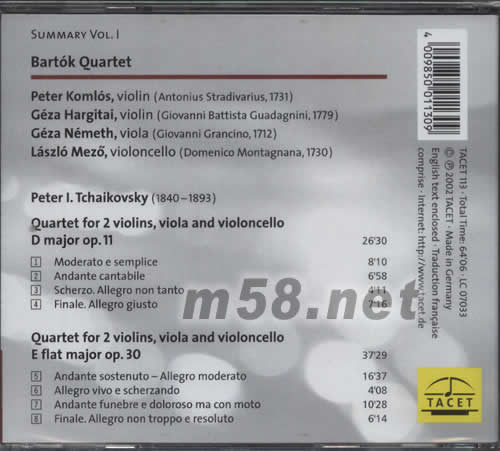 SUMMARY VOL. I
Bartók Quartet
Peter Komlós, violin (Antonius Stradivarius, 1731)
Géza Hargitai, violin (Giovanni Battista Guadagnini, 1779)
Géza Németh, viola (Giovanni Grancino, 1712)
László Mező, violoncello (Domenico Montagnana, 1730)
Peter I. Tchaikovsky (1840–1893)
Quartet for 2 violins, viola and violoncello
D major op. 11 26'30
1 Moderato e semplice 8'10
2 Andante cantabile 6'58
3 Scherzo. Allegro non tanto 4'11
4 Finale. Allegro giusto 7'16
Quartet for 2 violins, viola and violoncello
E flat major op. 30 37'29
5 Andante sostenuto – Allegro moderato 16'37
6 Allegro vivo e scherzando 4'08
7 Andante funebre e doloroso ma con moto 10'28
8 Finale. Allegro non troppo e resoluto 6'14
m58.net
4 009850 011309
TACET 113 · Total Time: 64'06 · LC 07033
Ⓟ © 2002 TACET · Made in Germany
English text enclosed · Traduction française
comprise · Internet: http://www.tacet.de
TACET